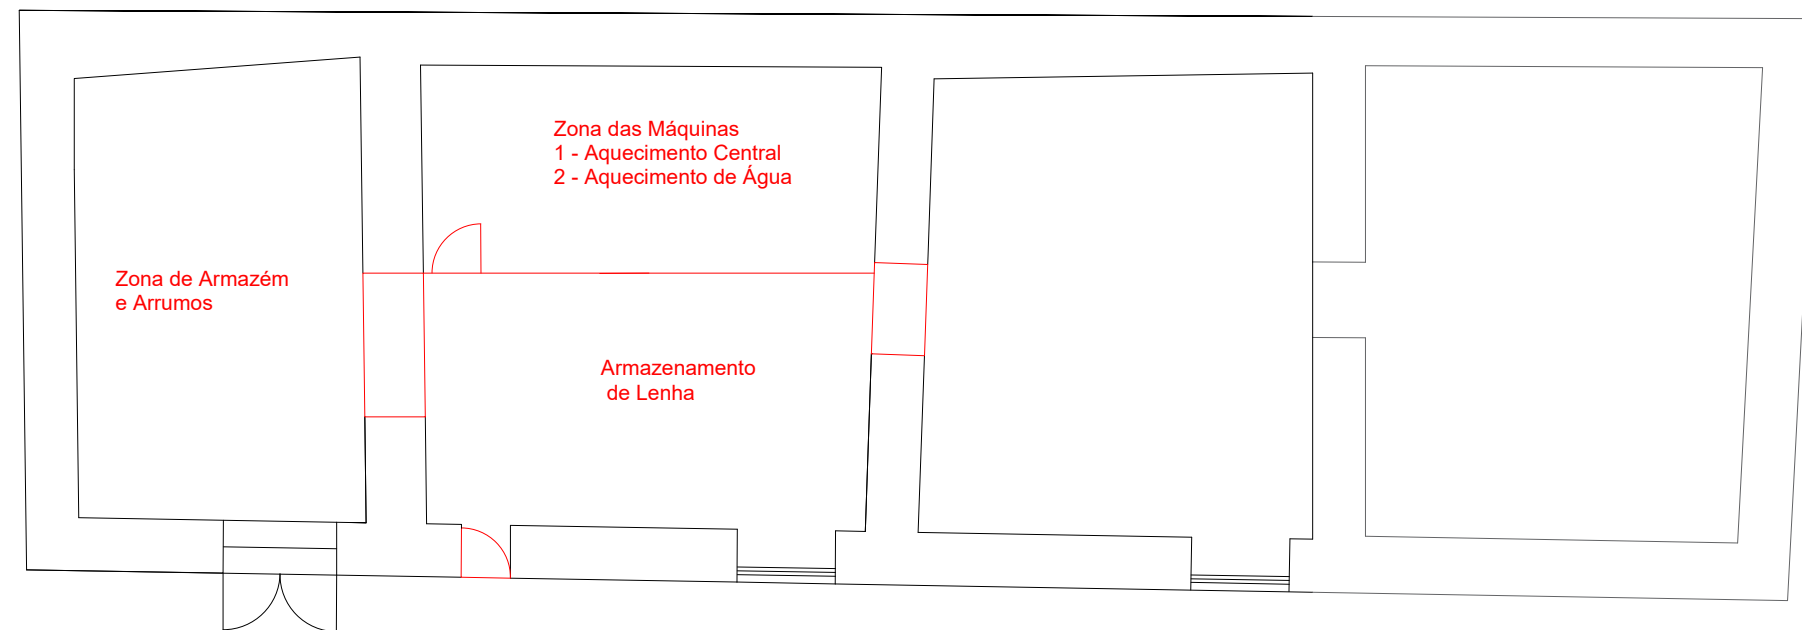 Zona das Máquinas
1 - Aquecimento Central
2 - Aquecimento de Água
Zona de Armazém
e Arrumos
Armazenamento
de Lenha